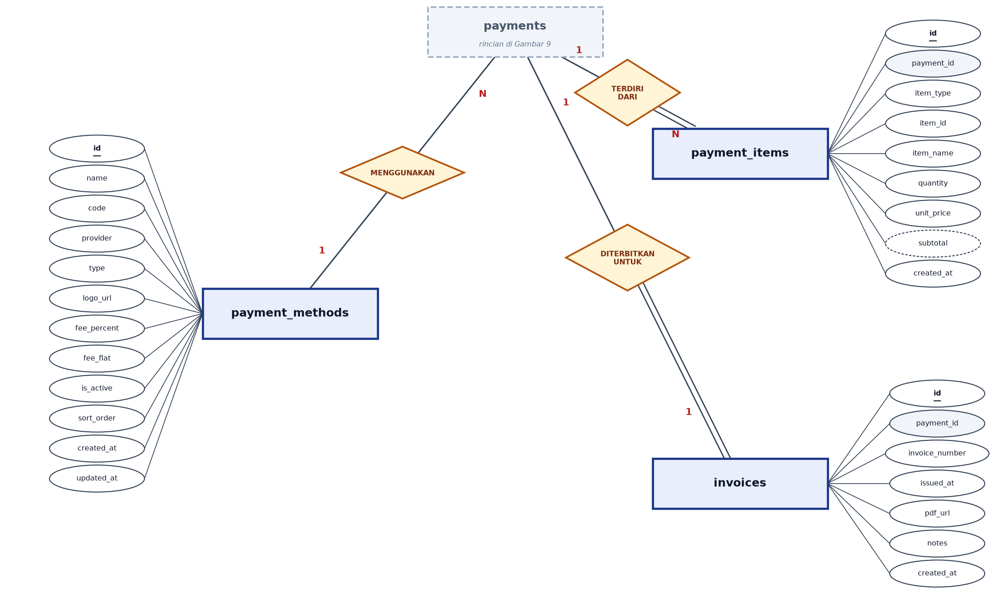 payments
rincian di Gambar 9
1
TERDIRI
DARI
N
1
N
MENGGUNAKAN
1
DITERBITKAN
UNTUK
1
payment_items
id
payment_id
item_type
item_id
item_name
quantity
unit_price
subtotal
created_at
id
name
code
provider
type
logo_url
fee_percent
fee_flat
is_active
sort_order
created_at
updated_at
payment_methods
invoices
id
payment_id
invoice_number
issued_at
pdf_url
notes
created_at